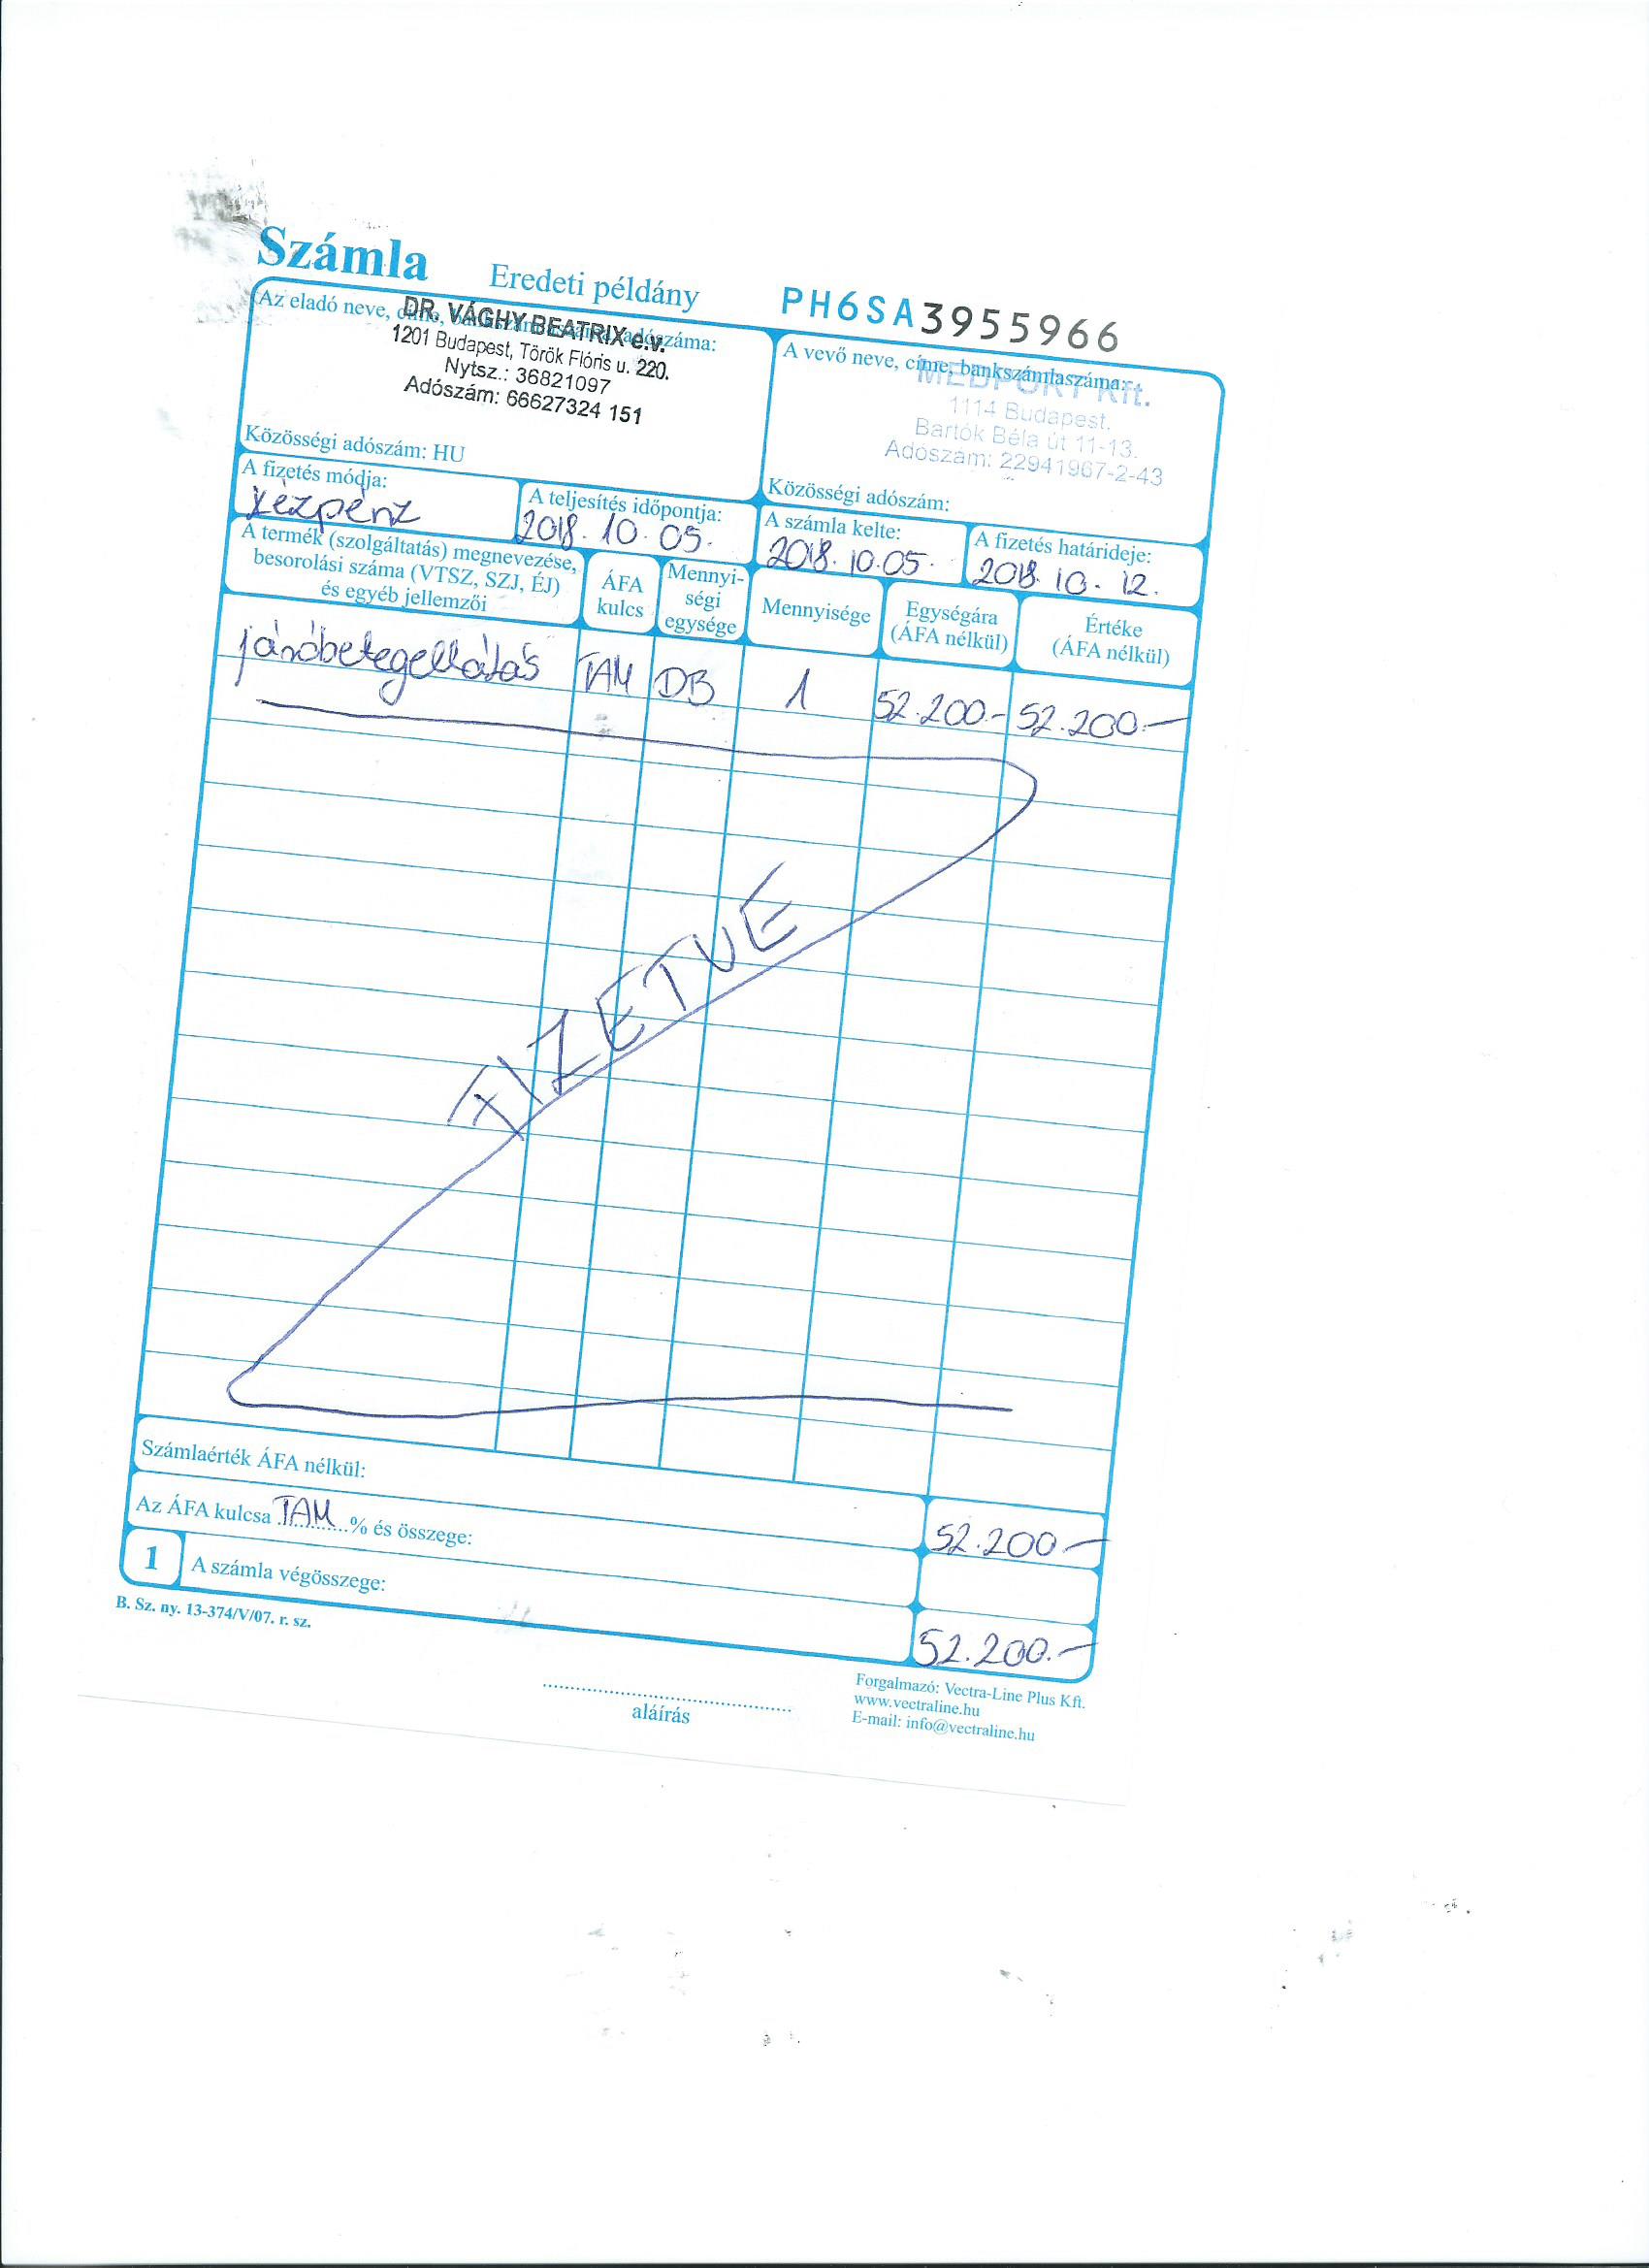 Számla Eredeti példány PH6SA3955966
Az eladó neve, címe, bankszámlaszáma, adószáma:
DR. VÁGHY BEATRIX e.v.
1201 Budapest, Török Flóris u. 220.
Nytsz.: 36821097
Adószám: 66627324 151
Közösségi adószám: HU
A vevő neve, címe, bankszámlaszáma:
MEDPORT Kft.
1114 Budapest.
Bartók Béla út 11-13.
Adószám: 22941967-2-43
Közösségi adószám:
A fizetés módja:
Kézpénz
A teljesítés időpontja:
2018. 10. 05.
A számla kelte:
2018. 10. 05.
A fizetés határideje:
2018. 10. 12.
A termék (szolgáltatás) megnevezése,
besorolási száma (VTSZ, SZJ, ÉJ)
és egyéb jellemzői
ÁFA
kulcs
Mennyi-
ségi
egysége
Mennyisége
Egységára
(ÁFA nélkül)
Értéke
(ÁFA nélkül)
járóbetegellátás TAM DB 1 52.200.- 52.200.-
FIZETVE
Számlaérték ÁFA nélkül: 52.200.-
Az ÁFA kulcsa TAM % és összege:
1 A számla végösszege: 52.200.-
B. Sz. ny. 13-374/V/07. r. sz.
aláírás
Forgalmazó: Vectra-Line Plus Kft.
www.vectraline.hu
E-mail: info@vectraline.hu